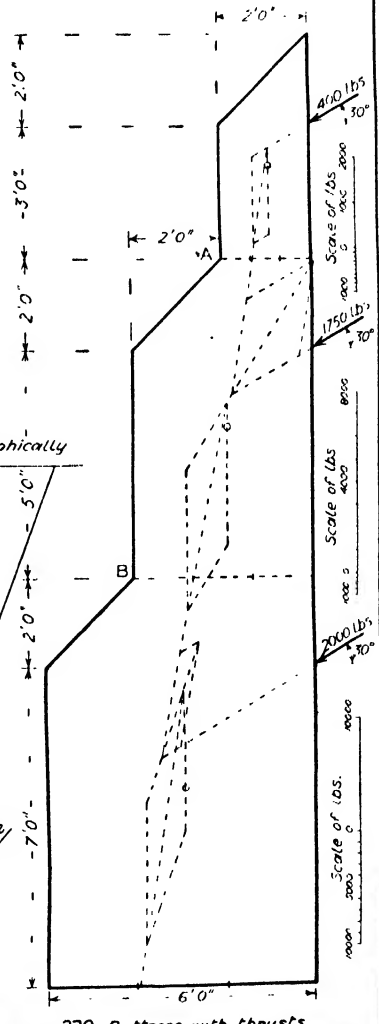 2'0"
2'0"
400 lbs
30°
3'0"
Scale of lbs.
2000
1000
0
1000
2'0"
A
2'0"
1750 lbs
30°
phically
8000
4000
0
1000
Scale of lbs
5'0"
B
2'0"
2000 lbs
30°
10000
0
5000
10000
Scale of lbs.
7'0"
6'0"
with thrusts